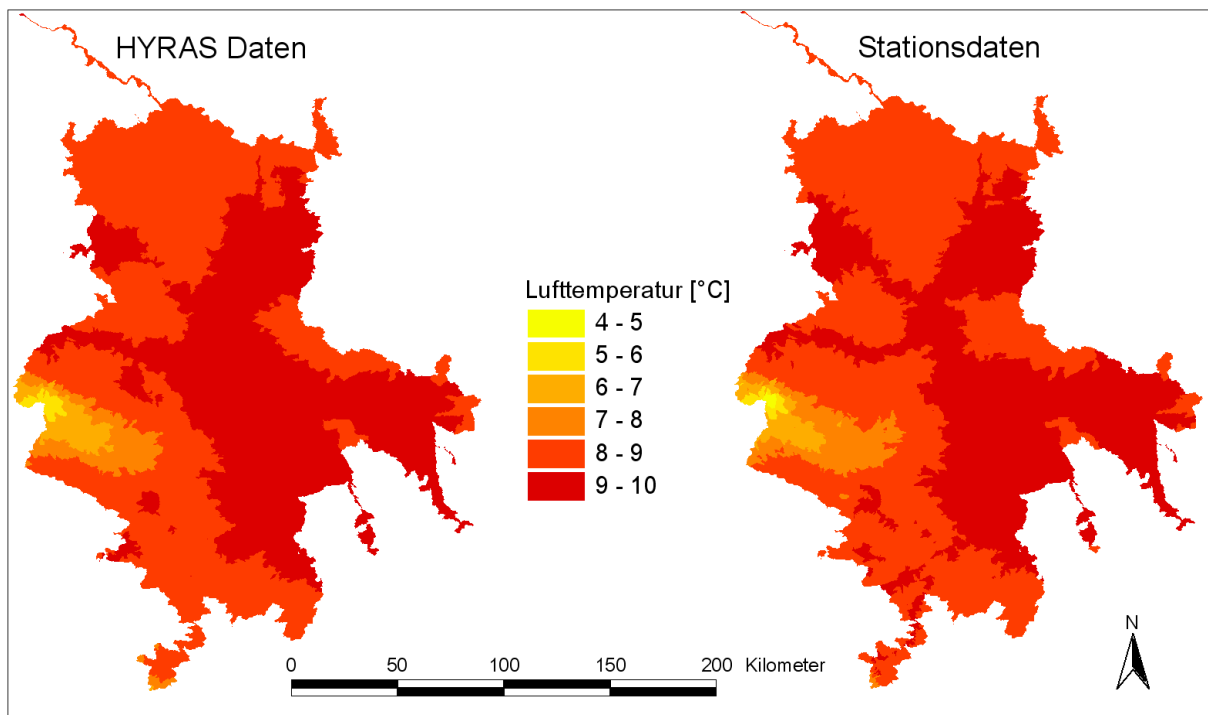 HYRAS Daten
Stationsdaten
Lufttemperatur [°C]
4 - 5
5 - 6
6 - 7
7 - 8
8 - 9
9 - 10
0 50 100 150 200 Kilometer
N